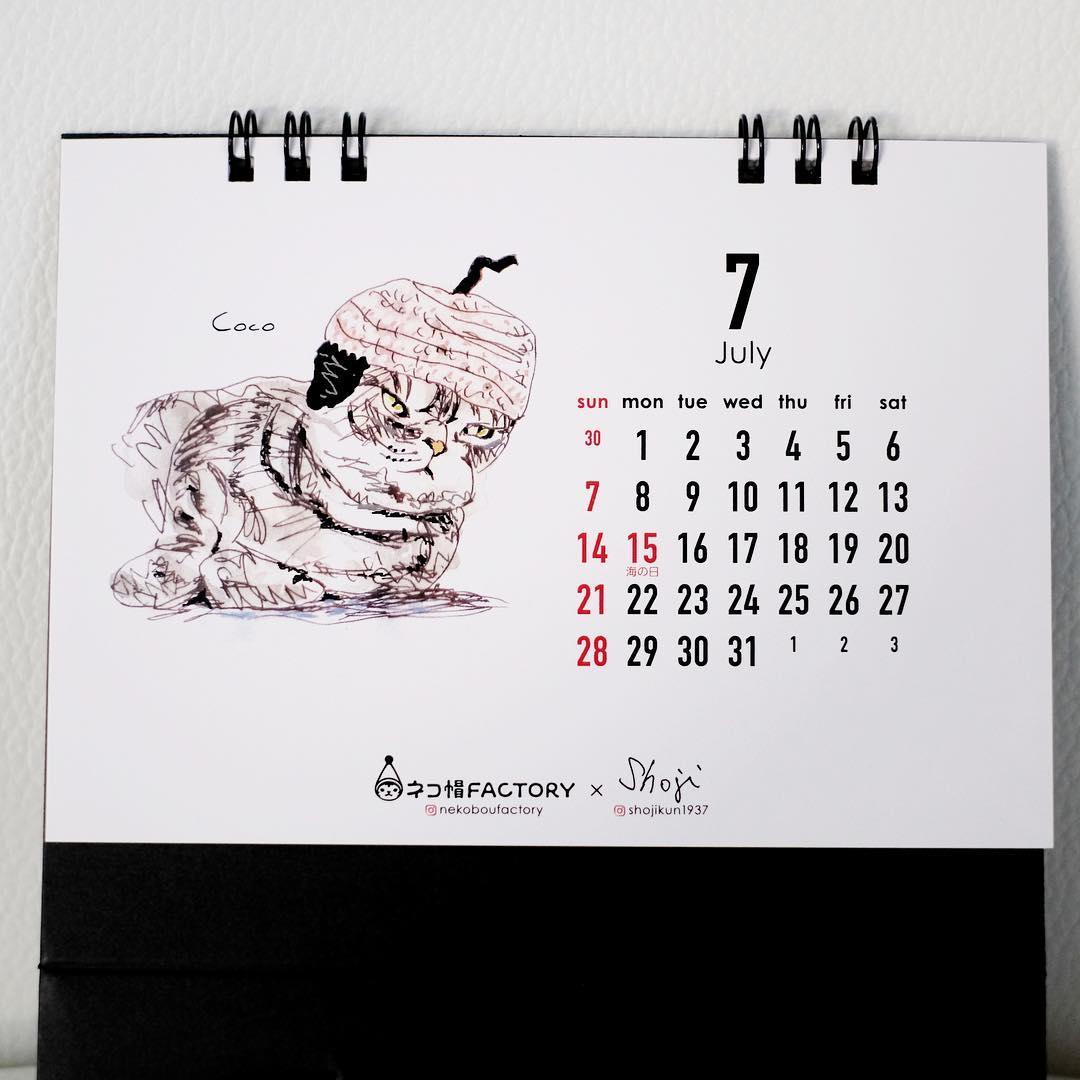 Coco
7
July
sun mon tue wed thu fri sat
30 1 2 3 4 5 6
7 8 9 10 11 12 13
14 15 16 17 18 19 20
海の日
21 22 23 24 25 26 27
28 29 30 31 1 2 3
ネコ帽FACTORY × Shoji
nekoboufactory shojikun1937